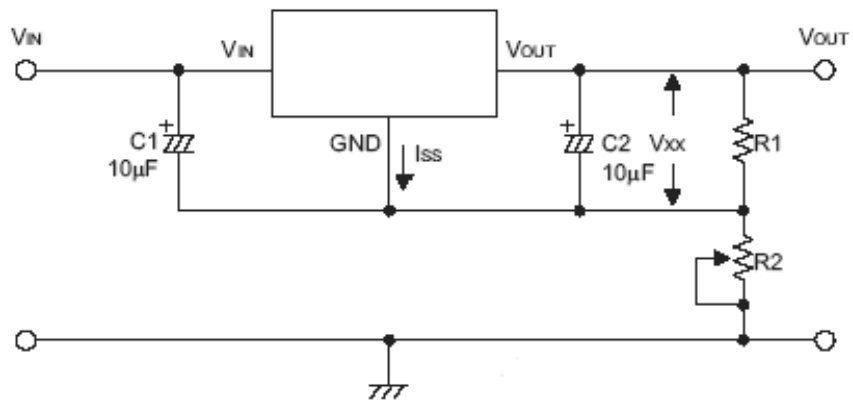 VIN
VIN
VOUT
VOUT
+
C1
10μF
GND
ISS
+
C2
10μF
VXX
R1
R2